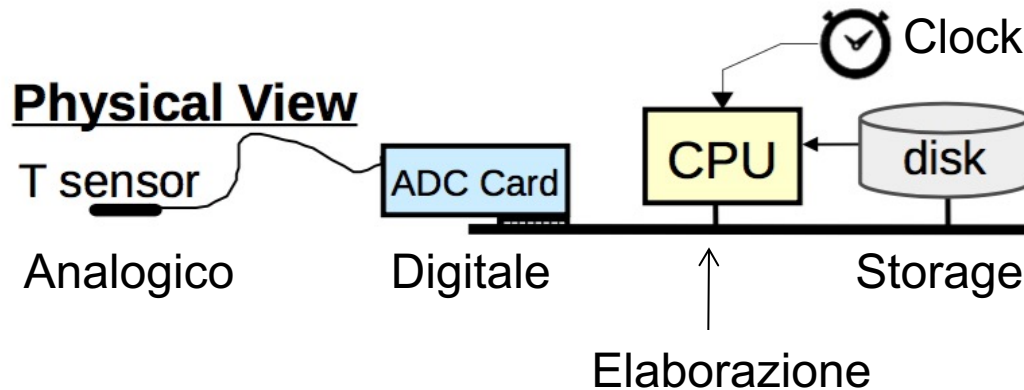 Clock
Physical View
T sensor
ADC Card
CPU
disk
Analogico
Digitale
Storage
Elaborazione